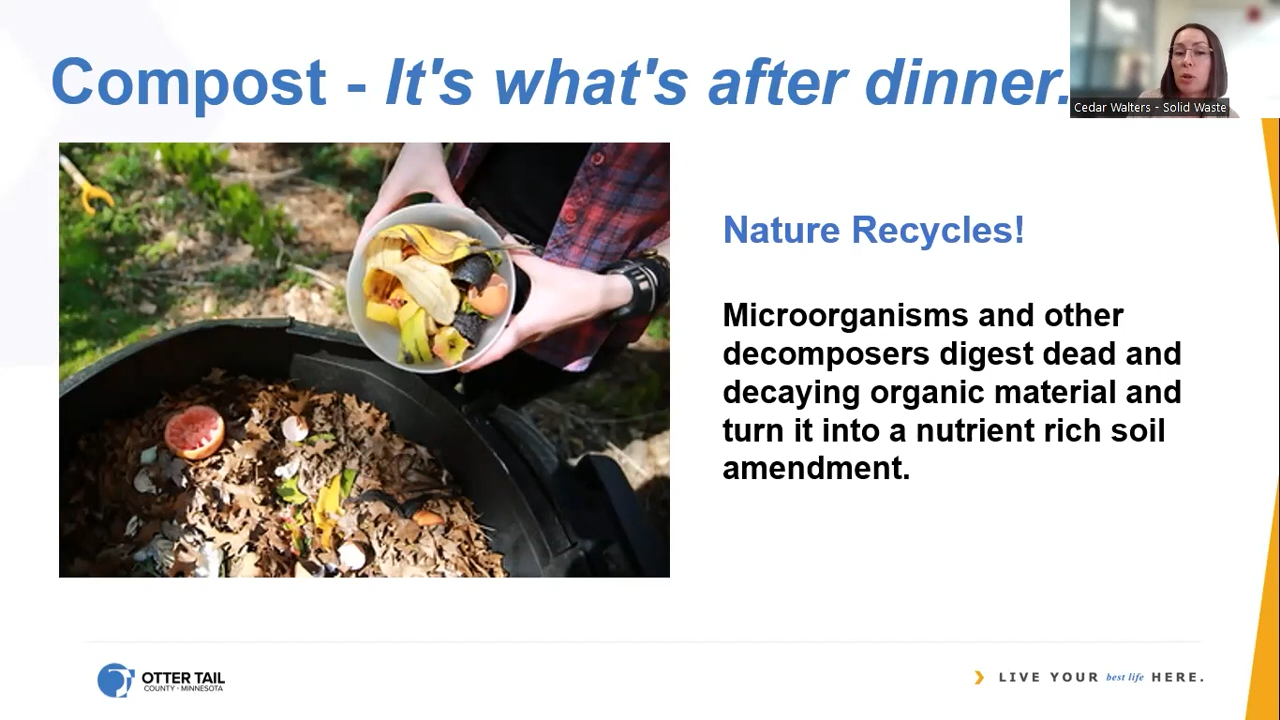 Compost - It's what's after dinner.
Cedar Walters - Solid Waste
Nature Recycles!
Microorganisms and other
decomposers digest dead and
decaying organic material and
turn it into a nutrient rich soil
amendment.
OTTER TAIL
COUNTY · MINNESOTA
LIVE YOUR best life HERE.